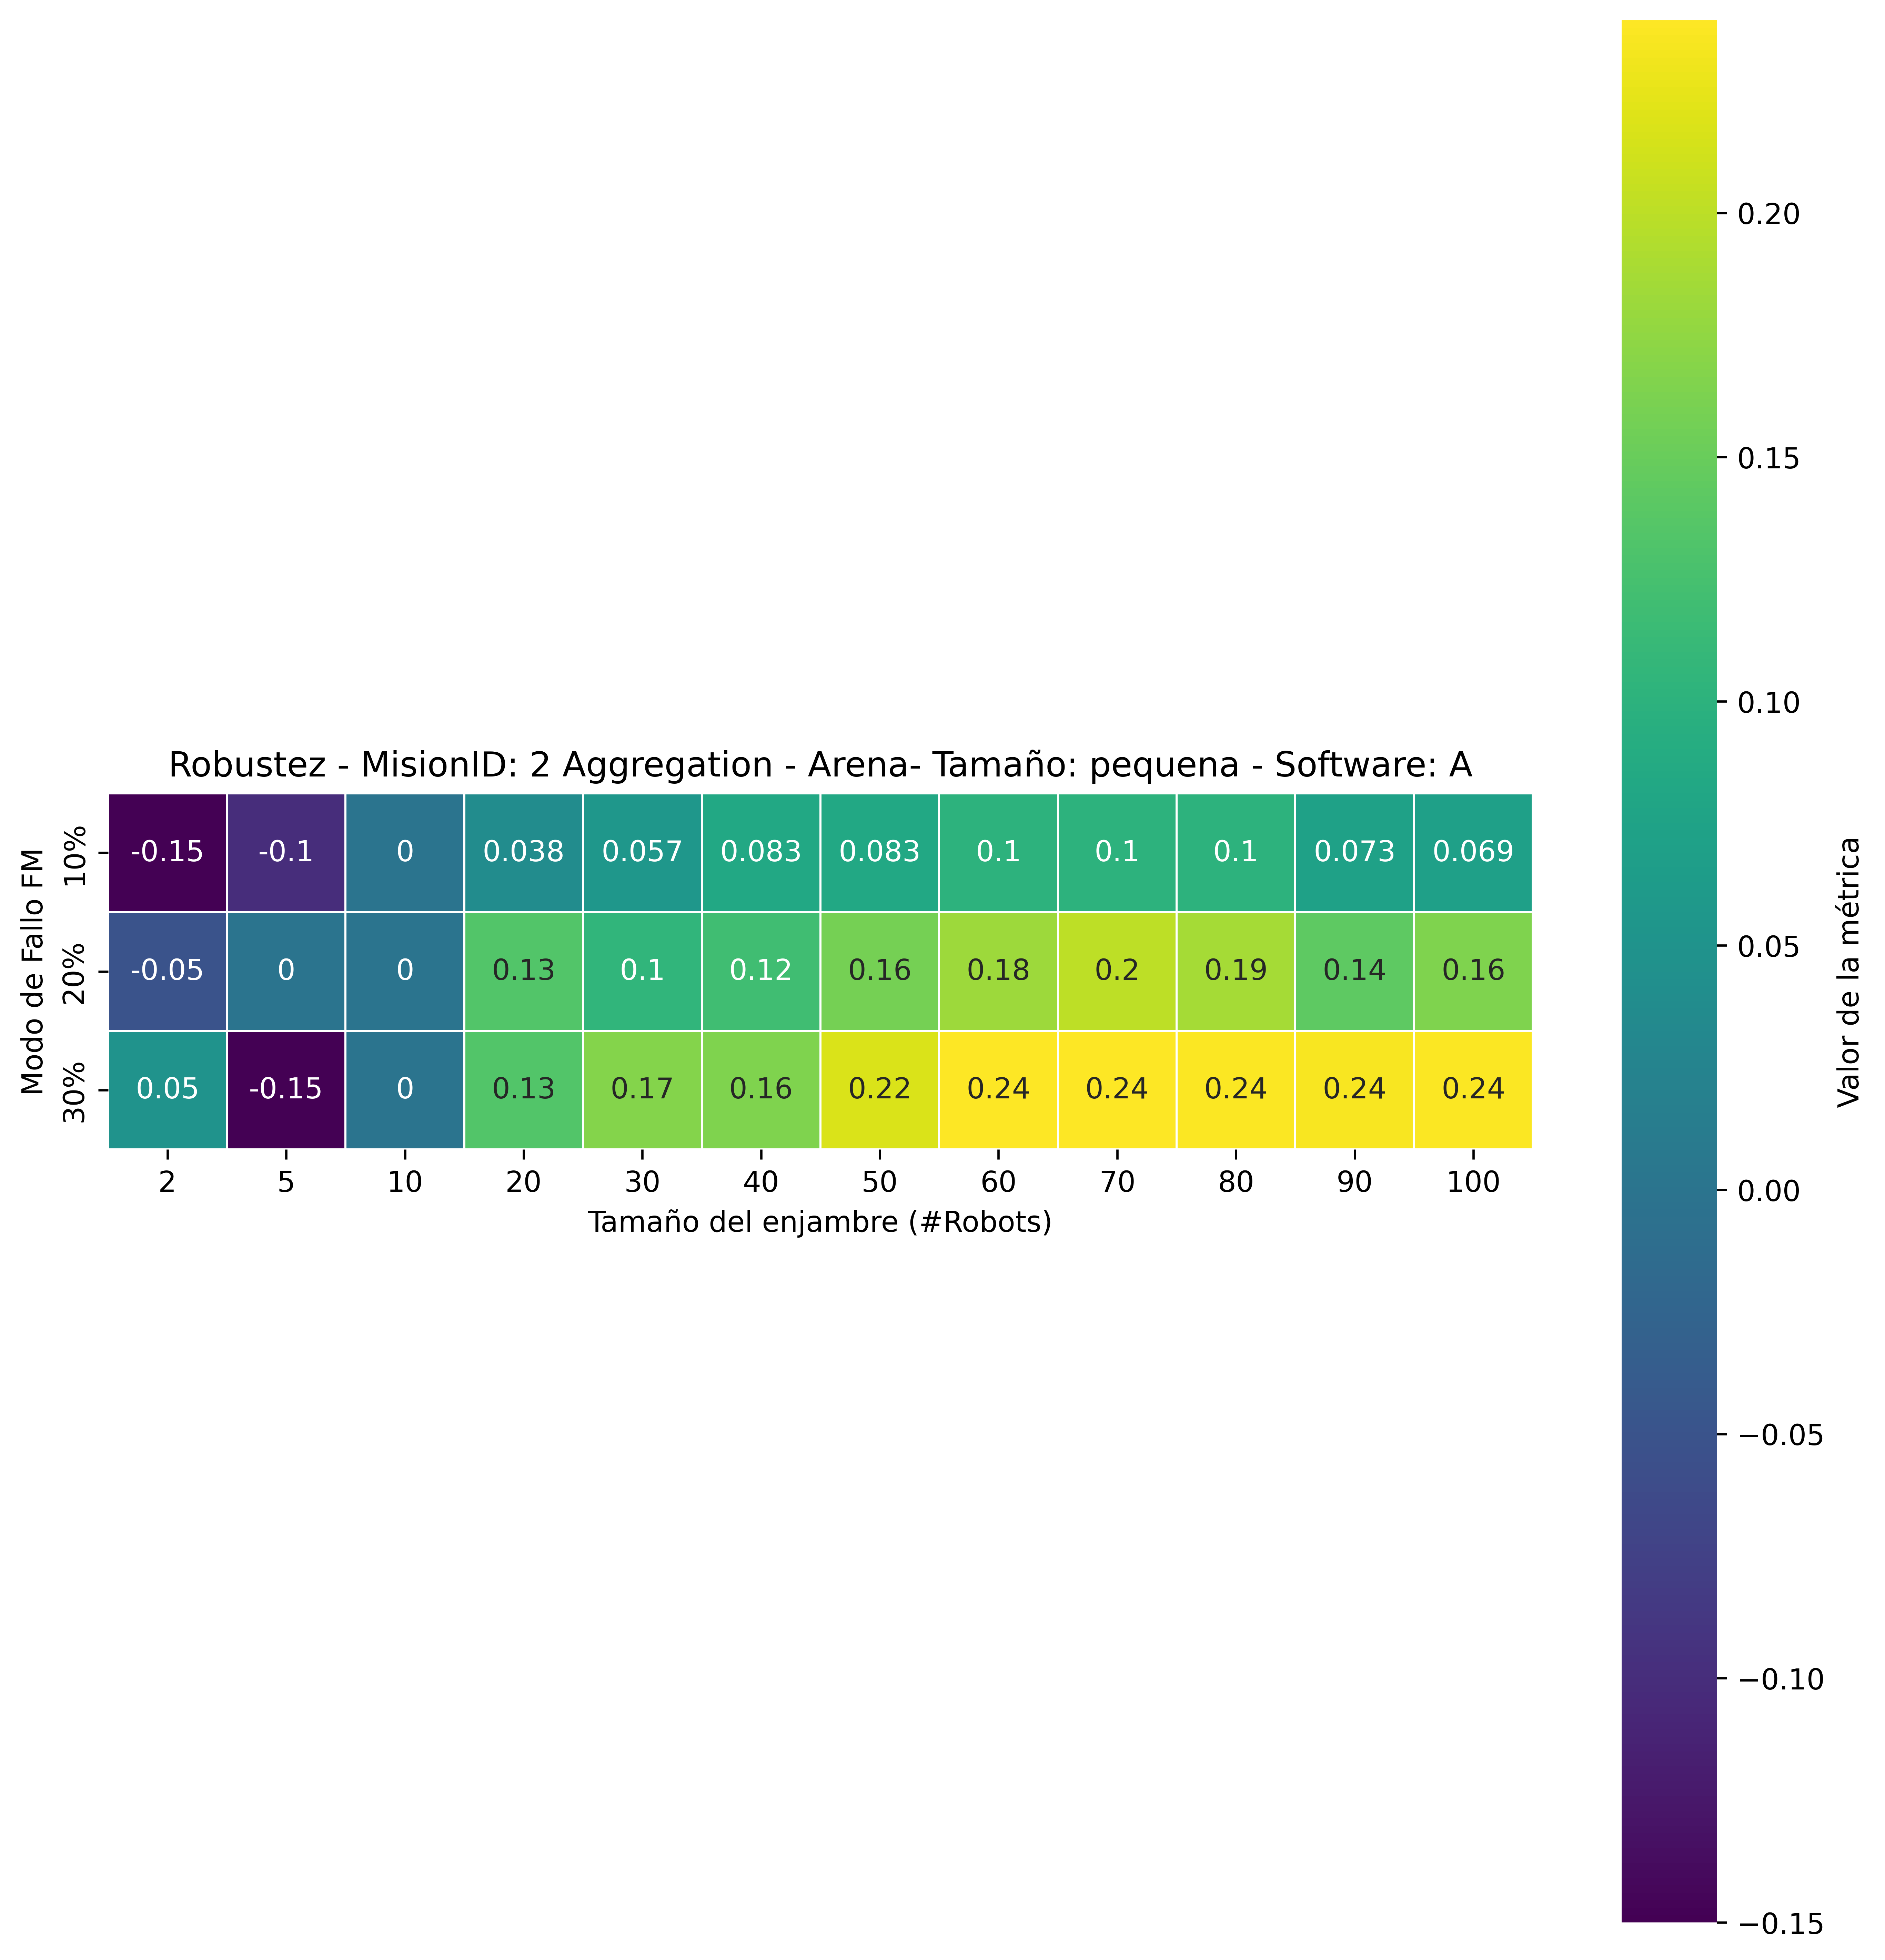 Robustez - MisionID: 2 Aggregation - Arena- Tamaño: pequena - Software: A
Modo de Fallo FM
10%
-0.15 -0.1 0 0.038 0.057 0.083 0.083 0.1 0.1 0.1 0.073 0.069
20%
-0.05 0 0 0.13 0.1 0.12 0.16 0.18 0.2 0.19 0.14 0.16
30%
0.05 -0.15 0 0.13 0.17 0.16 0.22 0.24 0.24 0.24 0.24 0.24
2 5 10 20 30 40 50 60 70 80 90 100
Tamaño del enjambre (#Robots)
0.20
0.15
0.10
0.05
0.00
−0.05
−0.10
−0.15
Valor de la métrica